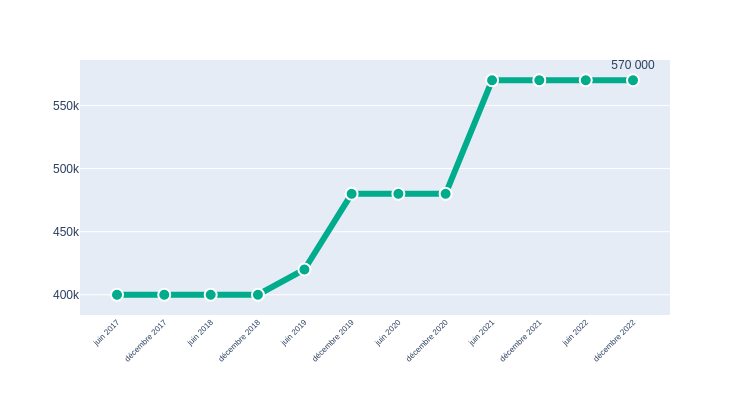 570 000
550k
500k
450k
400k
juin 2017
décembre 2017
juin 2018
décembre 2018
juin 2019
décembre 2019
juin 2020
décembre 2020
juin 2021
décembre 2021
juin 2022
décembre 2022